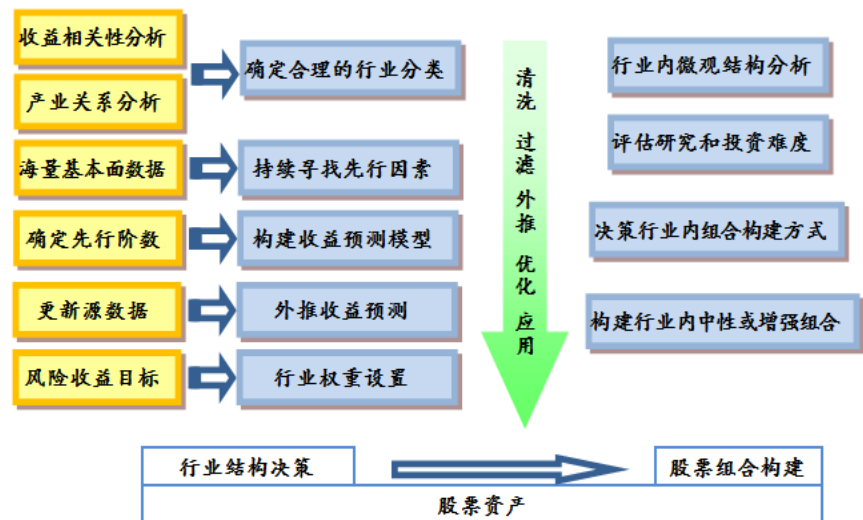 收益相关性分析
产业关系分析
确定合理的行业分类
海量基本面数据
持续寻找先行因素
确定先行阶数
构建收益预测模型
更新源数据
外推收益预测
风险收益目标
行业权重设置
清洗 过滤 外推 优化 应用
行业内微观结构分析
评估研究和投资难度
决策行业内组合构建方式
构建行业内中性或增强组合
行业结构决策
股票组合构建
股票资产